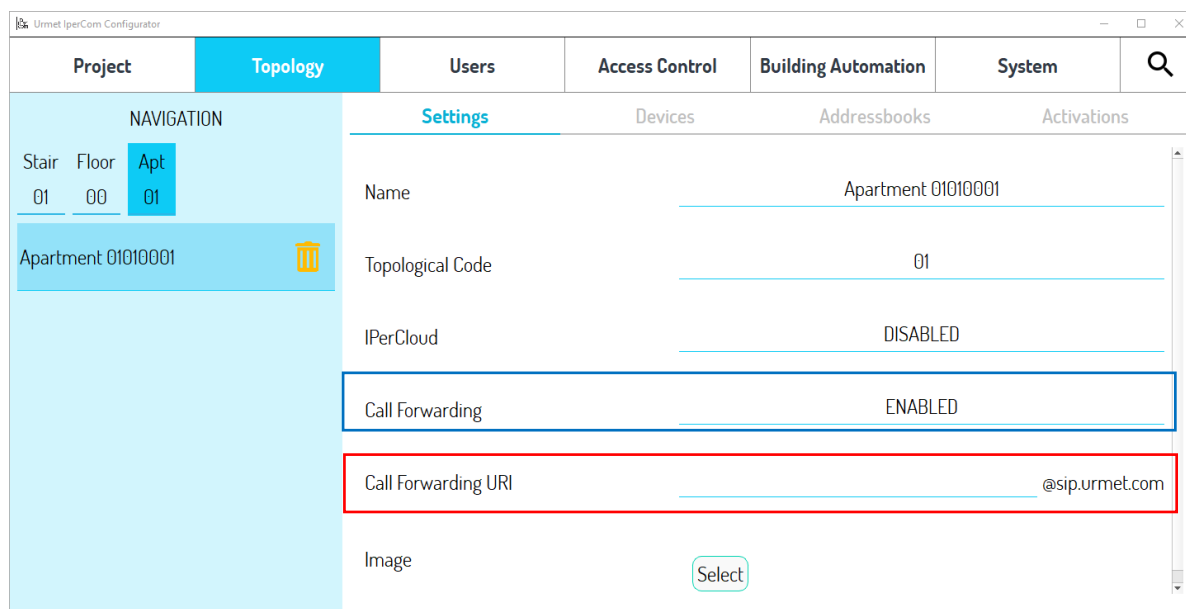 Urmet IperCom Configurator
Project Topology Users Access Control Building Automation System
NAVIGATION
Stair Floor Apt
01 00 01
Apartment 01010001
Settings Devices Addressbooks Activations
Name Apartment 01010001
Topological Code 01
IPerCloud DISABLED
Call Forwarding ENABLED
Call Forwarding URI @sip.urmet.com
Image Select